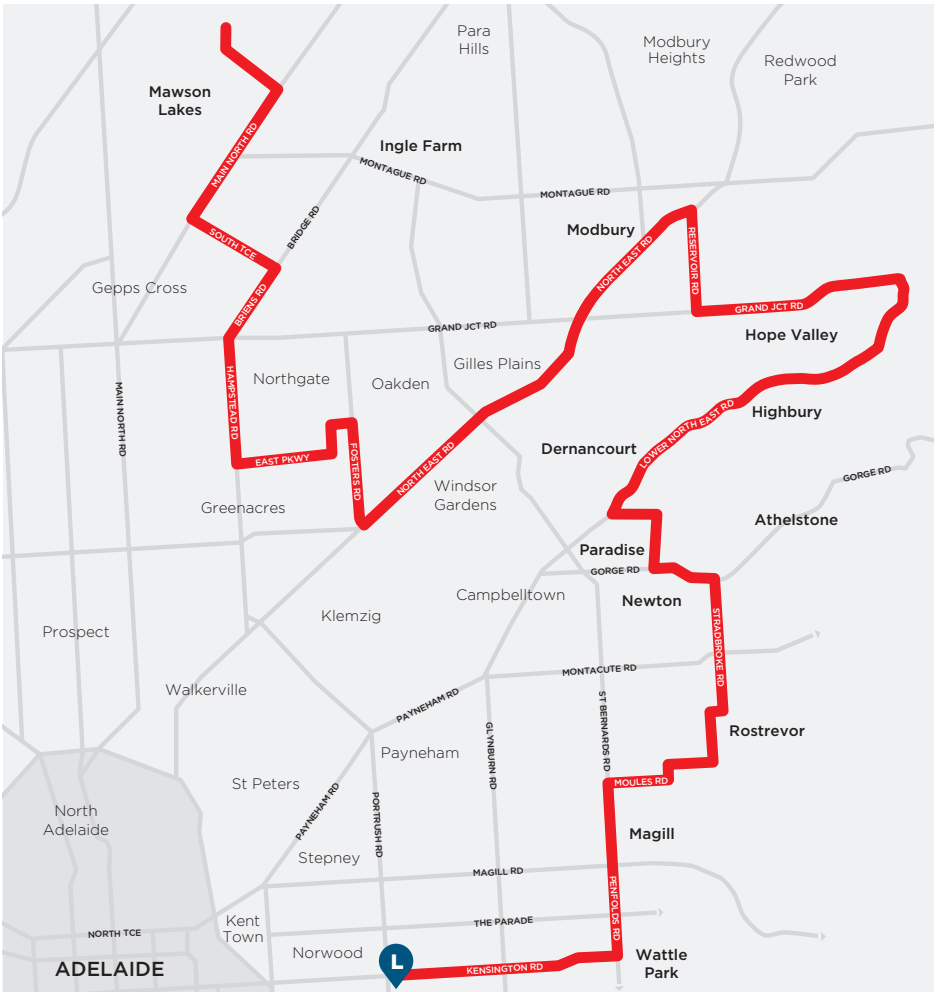 Para
Hills
Modbury
Heights
Redwood
Park
Mawson
Lakes
MAIN NORTH RD
Ingle Farm
MONTAGUE RD
MONTAGUE RD
BRIDGE RD
SOUTH TCE
Modbury
NORTH EAST RD
RESERVOIR RD
Gepps Cross
BRIENS RD
GRAND JCT RD
GRAND JCT RD
Hope Valley
Gilles Plains
Northgate
Oakden
HAMPSTEAD RD
MAIN NORTH RD
LOWER NORTH EAST RD
Highbury
Dernancourt
EAST PKWY
FOSTERS RD
NORTH EAST RD
Windsor
Gardens
GORGE RD
Greenacres
Athelstone
Paradise
GORGE RD
Campbelltown
Newton
Klemzig
Prospect
STRADBROKE RD
MONTACUTE RD
Walkerville
PAYNEHAM RD
ST BERNARDS RD
GLYNBURN RD
Rostrevor
Payneham
St Peters
MOULES RD
PAYNEHAM RD
PORTRUSH RD
North
Adelaide
Magill
Stepney
MAGILL RD
PENFOLDS RD
Kent
Town
THE PARADE
NORTH TCE
Norwood
Wattle
Park
L
KENSINGTON RD
ADELAIDE